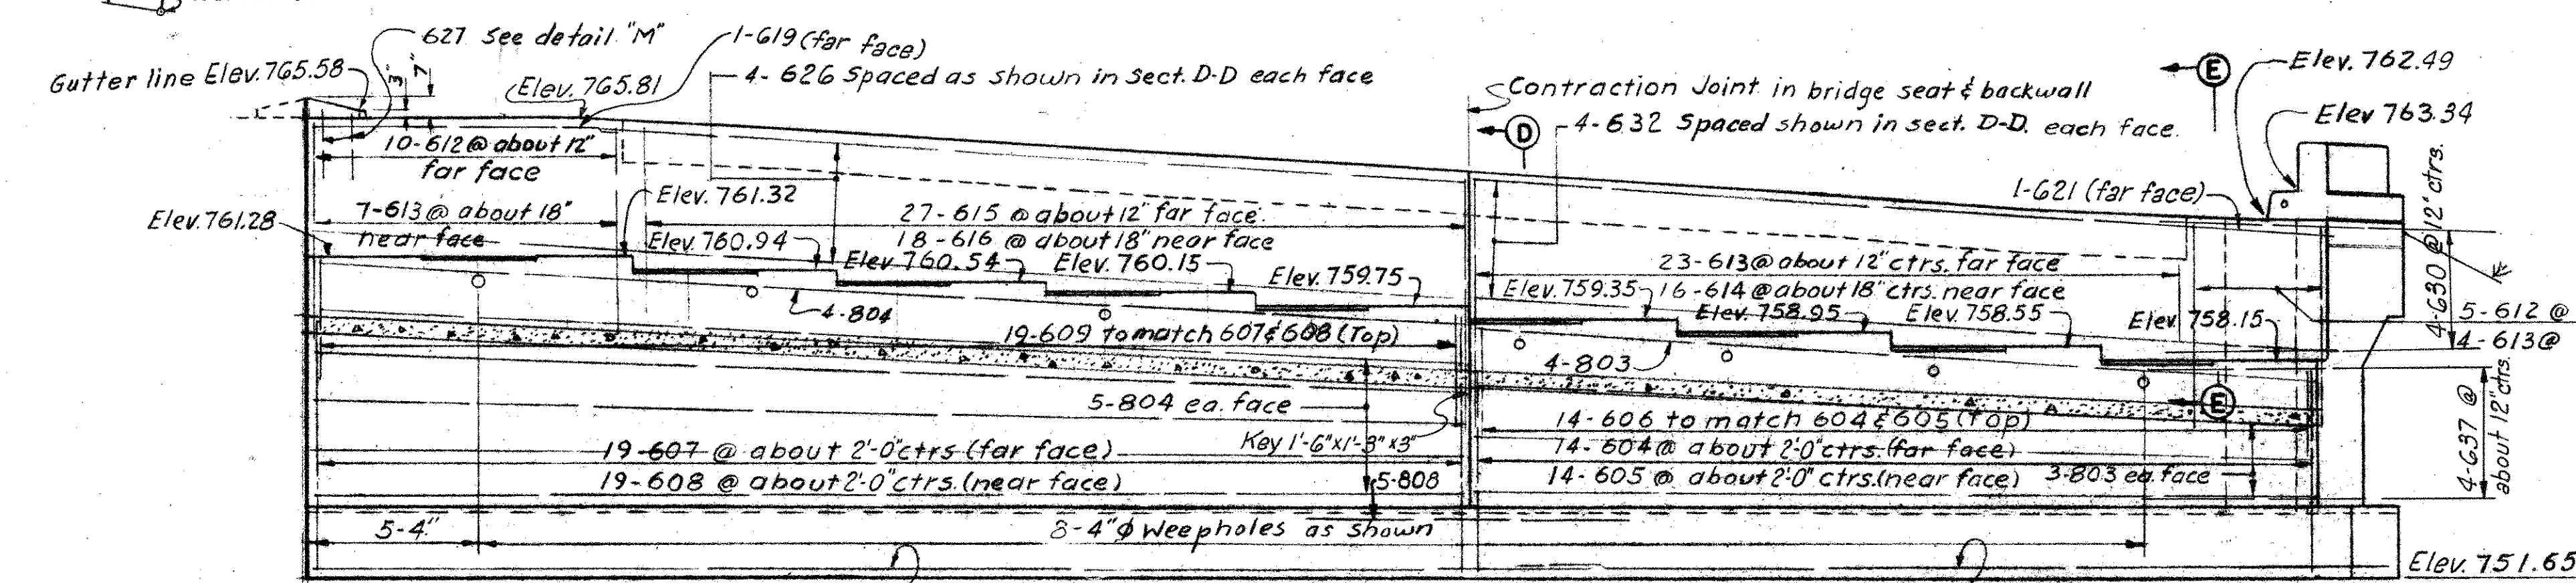 627 See detail "M"
1-619 (far face)
Gutter line Elev. 765.58
3"
7"
Elev. 765.81
4- 626 Spaced as shown in Sect. D-D each face
Contraction Joint in bridge seat & backwall
E
Elev. 762.49
D
4-632 Spaced shown in sect. D-D. each face.
Elev 763.34
10-612 @ about 12"
far face
1-621 (far face)
Elev. 761.32
Elev. 761.28
7-613 @ about 18"
near face
27-615 @ about 12" far face.
18-616 @ about 18" near face
4-630 @ 12" ctrs.
Elev. 760.94
Elev. 760.54
Elev. 760.15
Elev. 759.75
23-613 @ about 12" ctrs. far face
Elev. 759.35
16-614 @ about 18" ctrs. near face
4-804
Elev. 758.95
Elev. 758.55
Elev. 758.15
5-612 @
4-613 @
19-609 to match 607 & 608 (Top)
4-803
5-804 ea. face
E
14-606 to match 604 & 605 (Top)
Key 1'-6"x1'-3"x3"
19-607 @ about 2'-0" ctrs (far face)
14-604 @ about 2'-0" ctrs. (far face)
4-637 @
about 12" ctrs.
19-608 @ about 2'-0" ctrs. (near face)
5-808
14-605 @ about 2'-0" ctrs. (near face)
3-803 ea. face
5-4"
8-4"ϕ Weepholes as shown
Elev. 751.65